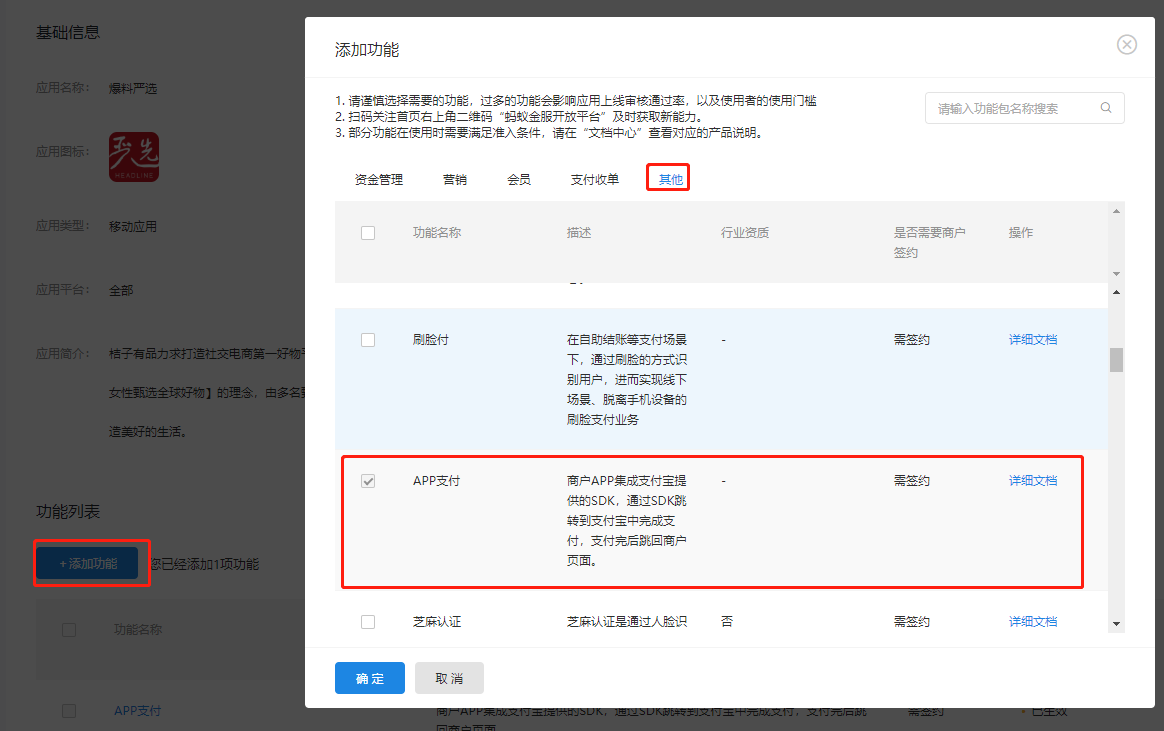 基础信息
应用名称： 爆料严选
应用图标： 严选
HEADLINE
应用类型： 移动应用
应用平台： 全部
应用简介： 桔子有品力求打造社交电商第一好物
女性甄选全球好物】的理念，由多名
造美好的生活。
功能列表
+添加功能 您已经添加1项功能
功能名称
APP支付
商户APP集成支付宝提供的SDK，通过SDK跳转到支付宝中完成支付，支付完后跳
回商户页面。
需签约
已生效
添加功能
1. 请谨慎选择需要的功能，过多的功能会影响应用上线审核通过率，以及使用者的使用门槛
2. 扫码关注首页右上角二维码“蚂蚁金服开放平台”及时获取新能力。
3. 部分功能在使用时需要满足准入条件，请在“文档中心”查看对应的产品说明。
请输入功能包名称搜索
资金管理 营销 会员 支付收单 其他
功能名称 描述 行业资质 是否需要商户 操作
签约
刷脸付 在自助结账等支付场景 - 需签约 详细文档
下，通过刷脸的方式识
别用户，进而实现线下
场景、脱离手机设备的
刷脸支付业务
APP支付 商户APP集成支付宝提 - 需签约 详细文档
供的SDK，通过SDK跳
转到支付宝中完成支
付，支付完后跳回商户
页面。
芝麻认证 芝麻认证是通过人脸识 否 需签约 详细文档
确 定 取 消